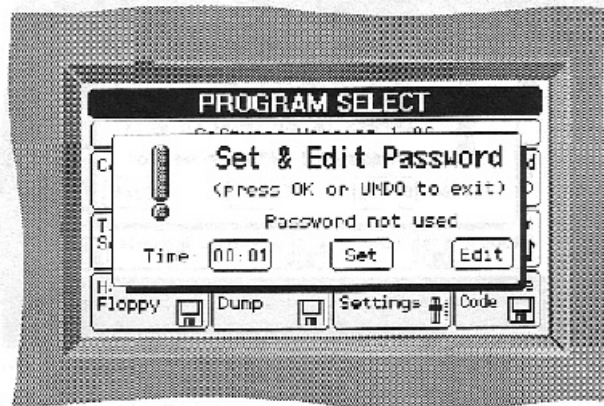 PROGRAM SELECT
Set & Edit Password
(press OK or UNDO to exit)
Password not used
Time 00:01 Set Edit
Floppy Dump Settings Code